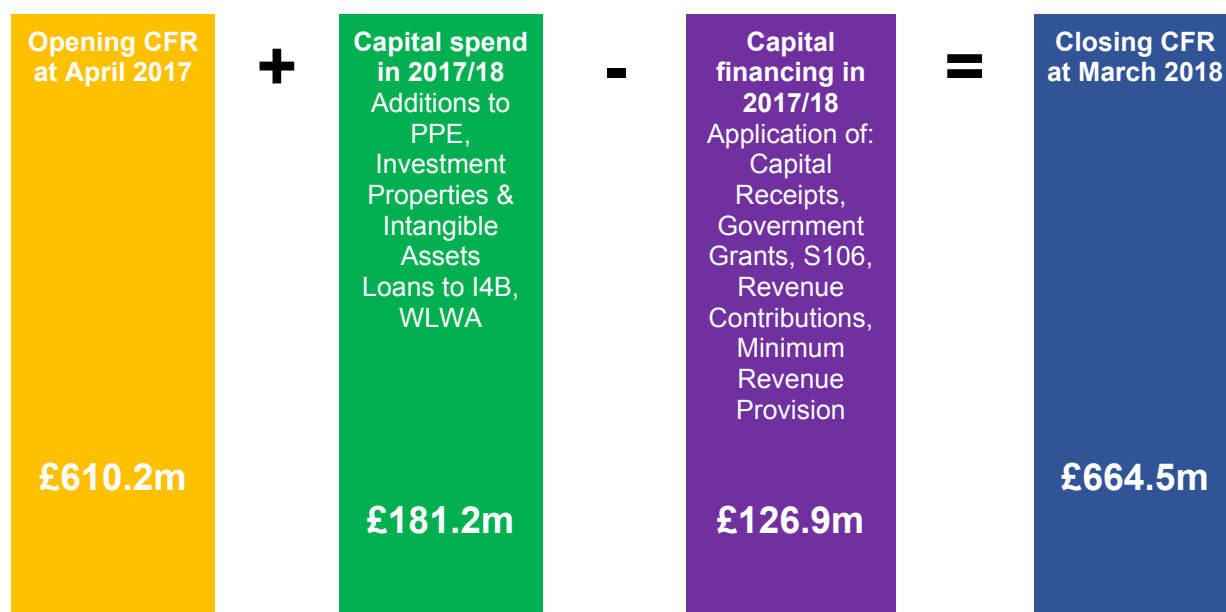 Opening CFR
at April 2017
£610.2m
+
Capital spend
in 2017/18
Additions to
PPE,
Investment
Properties &
Intangible
Assets
Loans to I4B,
WLWA
£181.2m
-
Capital
financing in
2017/18
Application of:
Capital
Receipts,
Government
Grants, S106,
Revenue
Contributions,
Minimum
Revenue
Provision
£126.9m
=
Closing CFR
at March 2018
£664.5m